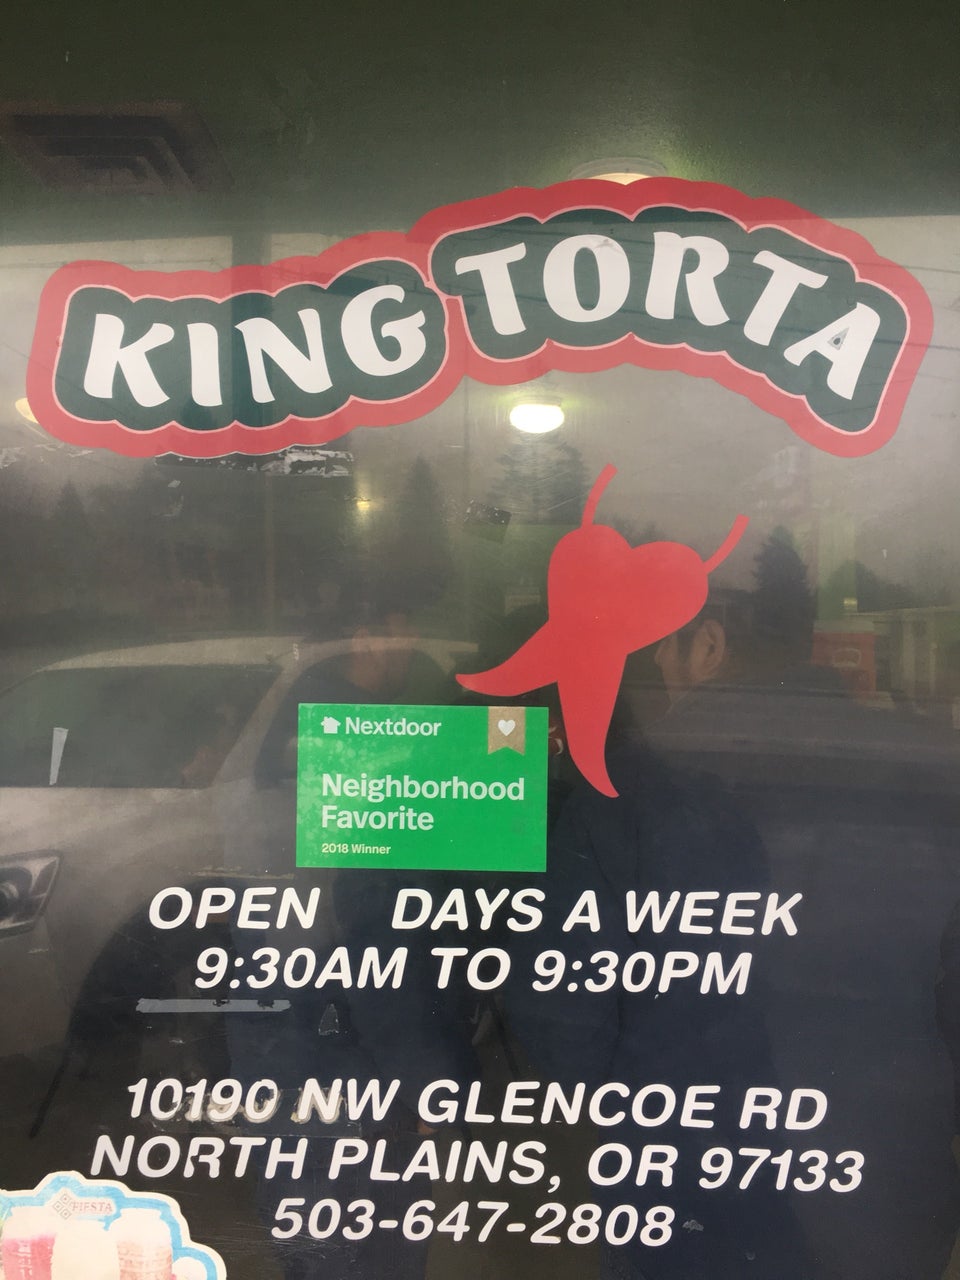 KING TORTA
Nextdoor
Neighborhood
Favorite
2018 Winner
OPEN DAYS A WEEK
9:30AM TO 9:30PM
10190 NW GLENCOE RD
NORTH PLAINS, OR 97133
503-647-2808
FIESTA